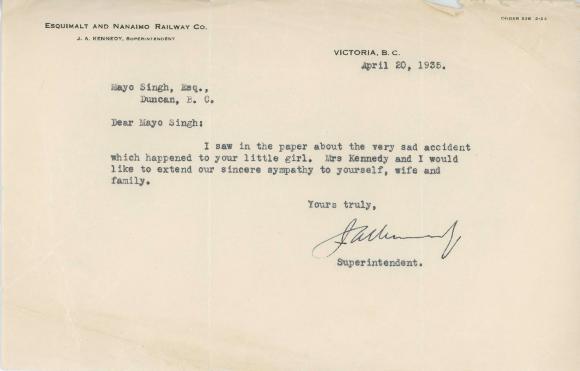 ESQUIMALT AND NANAIMO RAILWAY CO.
J. A. KENNEDY, SUPERINTENDENT
VICTORIA, B. C.
April 20, 1935.
Mayo Singh, Esq.,
Duncan, B. C.
Dear Mayo Singh:
I saw in the paper about the very sad accident
which happened to your little girl. Mrs Kennedy and I would
like to extend our sincere sympathy to yourself, wife and
family.
Yours truly,
JAKennedy
Superintendent.